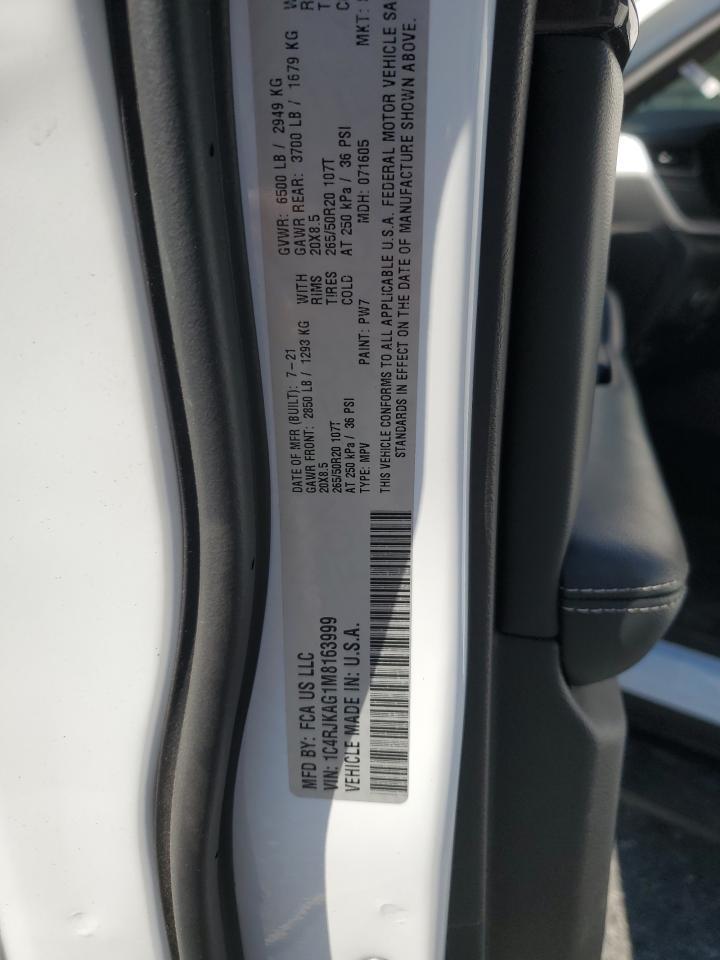 MFD BY: FCA US LLC
DATE OF MFR (BUILT): 7-21
GVWR: 6500 LB / 2949 KG
GAWR FRONT: 2850 LB / 1293 KG
WITH
GAWR REAR: 3700 LB / 1679 KG
20X8.5
RIMS
20X8.5
265/50R20 107T
TIRES
265/50R20 107T
AT 250 kPa / 36 PSI
COLD
AT 250 kPa / 36 PSI
VIN: 1C4RJKAG1M8163999
TYPE: MPV
PAINT: PW7
MDH: 071605
MKT:
VEHICLE MADE IN: U.S.A.
THIS VEHICLE CONFORMS TO ALL APPLICABLE U.S.A. FEDERAL MOTOR VEHICLE SA
STANDARDS IN EFFECT ON THE DATE OF MANUFACTURE SHOWN ABOVE.